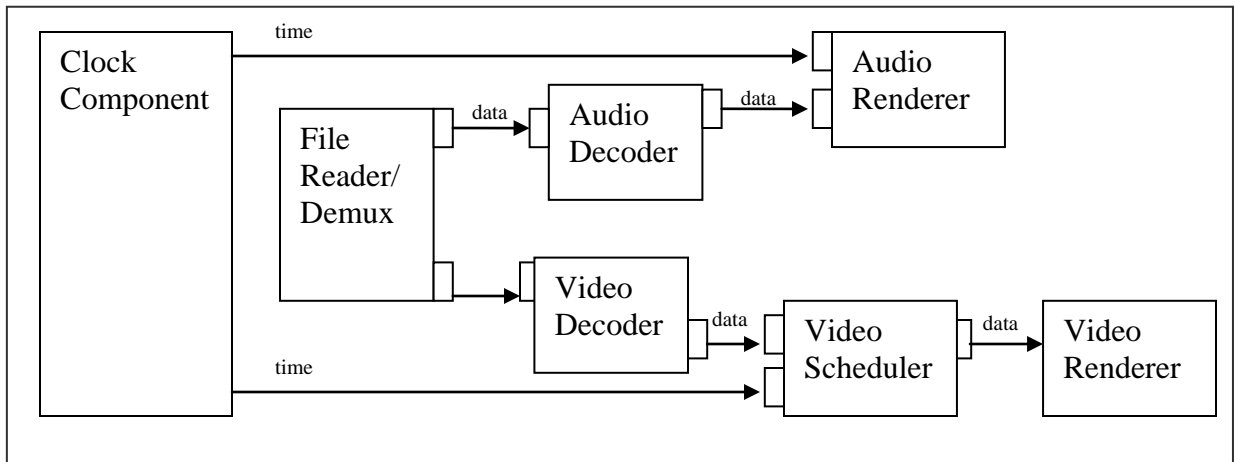 time
Clock
Component
Audio
Renderer
data
Audio
Decoder
data
File
Reader/
Demux
Video
Decoder
data
Video
Scheduler
data
Video
Renderer
time